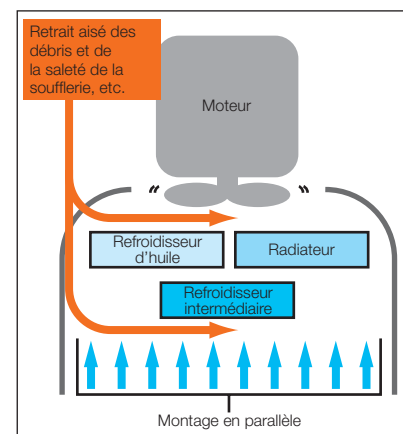 Retrait aisé des
débris et de
la saleté de la
soufflerie, etc.
Moteur
Refroidisseur
d'huile
Radiateur
Refroidisseur
intermédiaire
Montage en parallèle